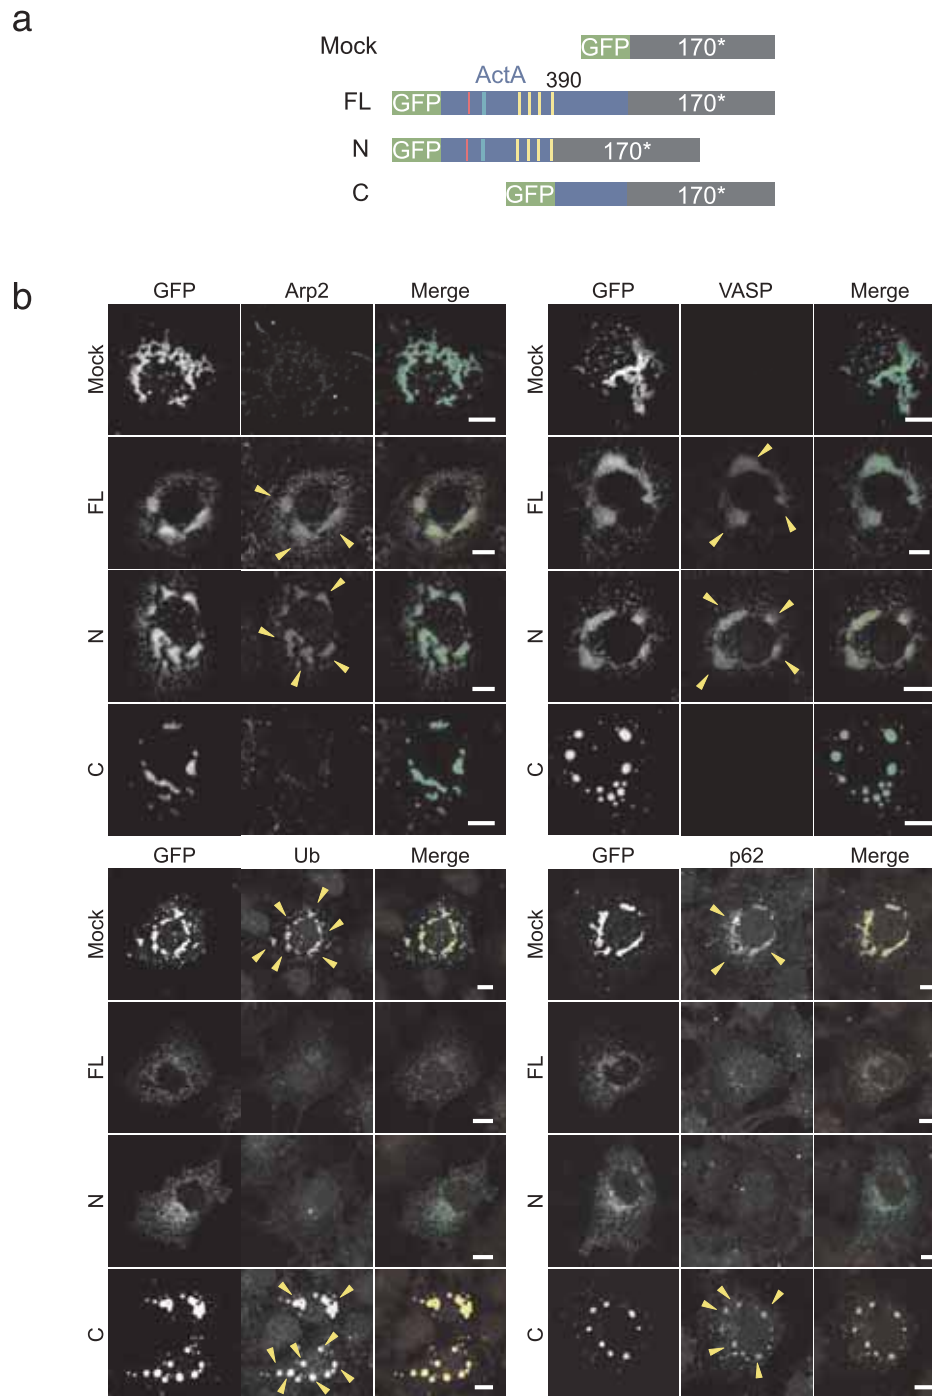 a
Mock GFP 170*
ActA 390
FL GFP 170*
N GFP 170*
C GFP 170*
b
GFP Arp2 Merge GFP VASP Merge
Mock Mock
FL FL
N N
C C
GFP Ub Merge GFP p62 Merge
Mock Mock
FL FL
N N
C C